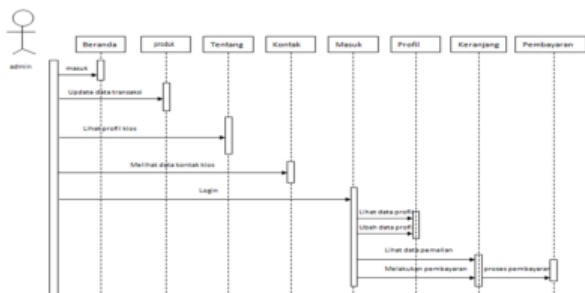 Beranda
produk
Tentang
Kontak
Masuk
Profil
Keranjang
Pembayaran
admin
masuk
Update data transaksi
Lihat profil kios
Melihat data kontak kios
Login
Lihat data profil
Ubah data profil
Lihat data pemelian
Melakukan pembayaran
proses pembayaran